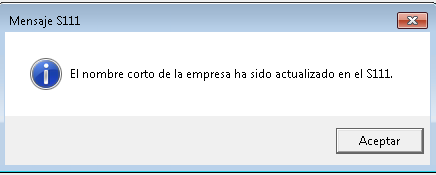 Mensaje S111
El nombre corto de la empresa ha sido actualizado en el S111.
Aceptar